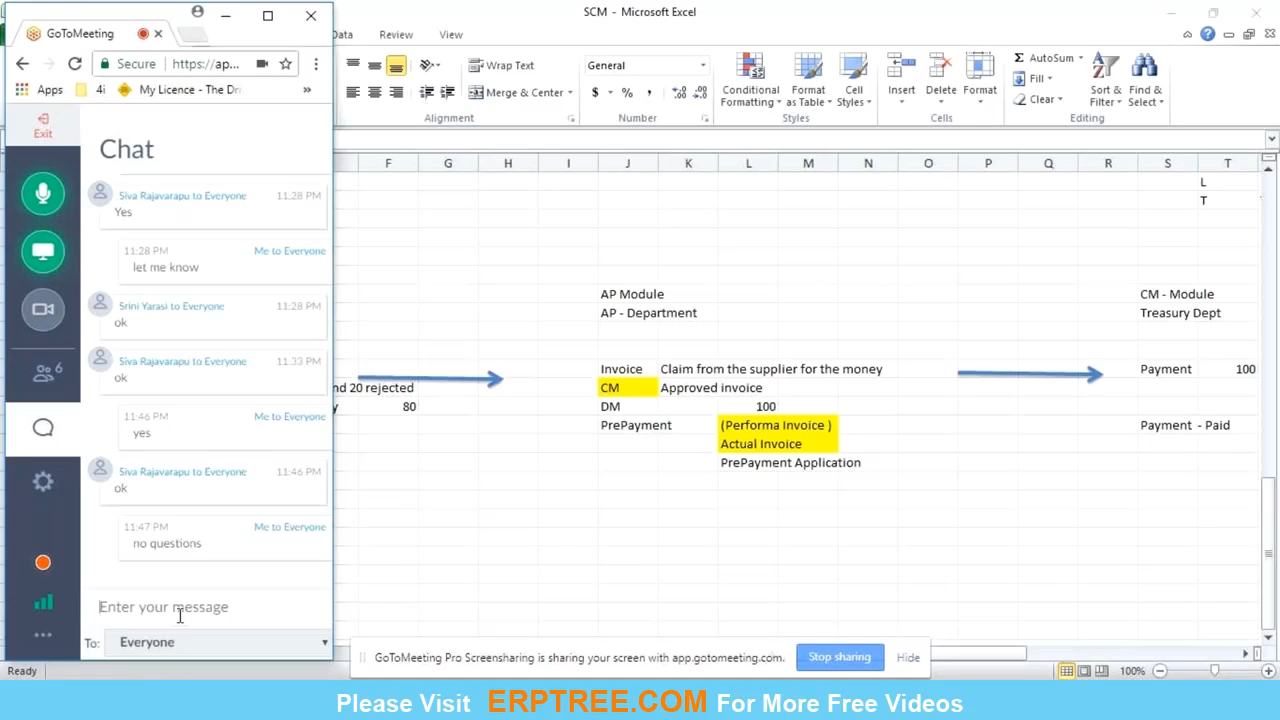 SCM - Microsoft Excel
GoToMeeting
Secure https://ap...
Apps 4i My Licence - The Dri »
Data Review View
Wrap Text
Merge & Center
Alignment
General
$ % ,
Number
Conditional Formatting
Format as Table
Cell Styles
Styles
Insert Delete Format
Cells
Σ AutoSum
Fill
Clear
Sort & Filter
Find & Select
Editing
Exit
6
Chat
Siva Rajavarapu to Everyone 11:28 PM
Yes
11:28 PM Me to Everyone
let me know
Srini Yarasi to Everyone 11:28 PM
ok
Siva Rajavarapu to Everyone 11:33 PM
ok
11:46 PM Me to Everyone
yes
Siva Rajavarapu to Everyone 11:46 PM
ok
11:47 PM Me to Everyone
no questions
Enter your message
To: Everyone
F G H I J K L M N O P Q R S T
L
T
AP Module CM - Module
AP - Department Treasury Dept
Invoice Claim from the supplier for the money Payment 100
nd 20 rejected CM Approved invoice
y 80 DM 100
PrePayment (Performa Invoice ) Payment - Paid
Actual Invoice
PrePayment Application
GoToMeeting Pro Screensharing is sharing your screen with app.gotomeeting.com. Stop sharing Hide
Ready 100%
Please Visit ERPTREE.COM For More Free Videos